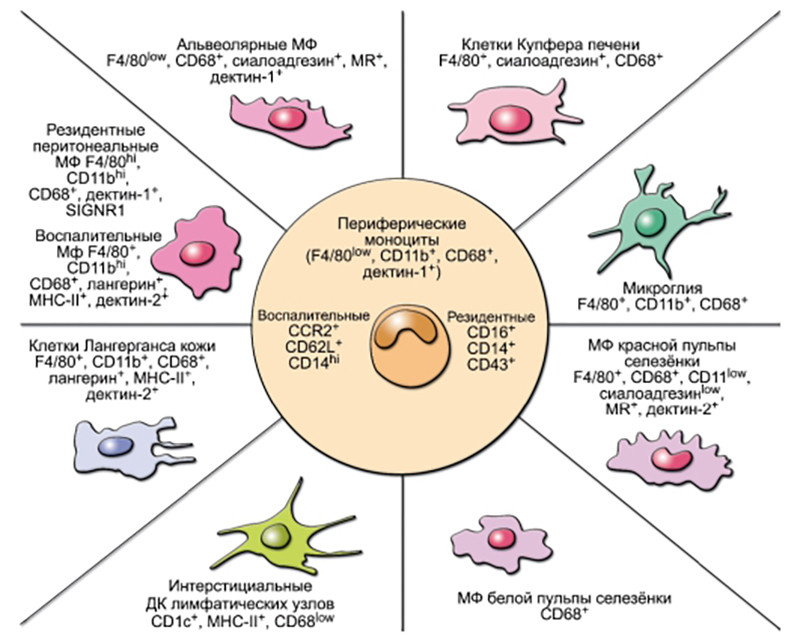 Альвеолярные МФ
F4/80low, CD68+, сиалоадгезин+, MR+,
дектин-1+
Клетки Купфера печени
F4/80+, сиалоадгезин+, CD68+
Резидентные
перитонеальные
МФ F4/80hi,
CD11bhi,
CD68+, дектин-1+,
SIGNR1
Воспалительные
Мф F4/80+,
CD11bhi,
CD68+, лангерин+,
MHC-II+, дектин-2+
Периферические
моноциты
(F4/80low, CD11b+, CD68+,
дектин-1+)
Воспалительные
CCR2+
CD62L+
CD14hi
Резидентные
CD16+
CD14+
CD43+
Микроглия
F4/80+, CD11b+, CD68+
Клетки Лангерганса кожи
F4/80+, CD11b+, CD68+,
лангерин+, MHC-II+,
дектин-2+
МФ красной пульпы
селезёнки
F4/80+, CD68+, CD11low,
сиалоадгезинlow,
MR+, дектин-2+
Интерстициальные
ДК лимфатических узлов
CD1c+, MHC-II+, CD68low
МФ белой пульпы селезёнки
CD68+